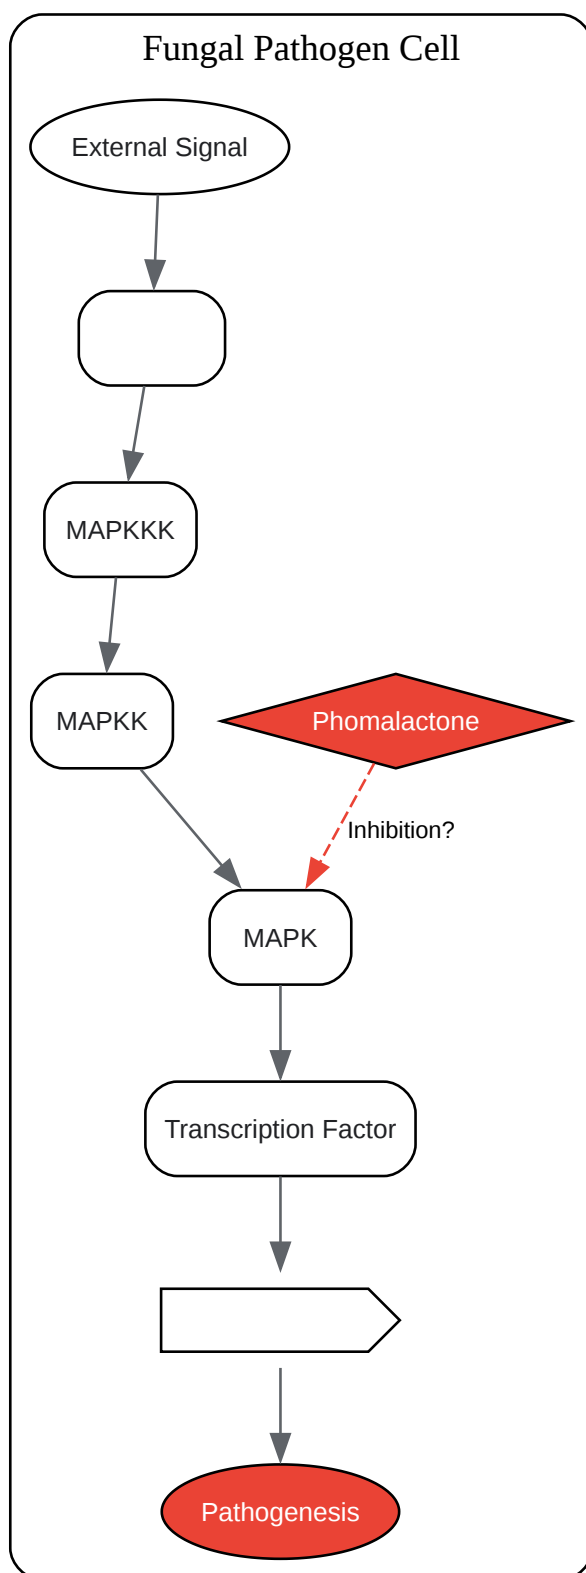 Fungal Pathogen Cell
External Signal
MAPKKK
MAPKK
Phomalactone
Inhibition?
MAPK
Transcription Factor
Pathogenesis